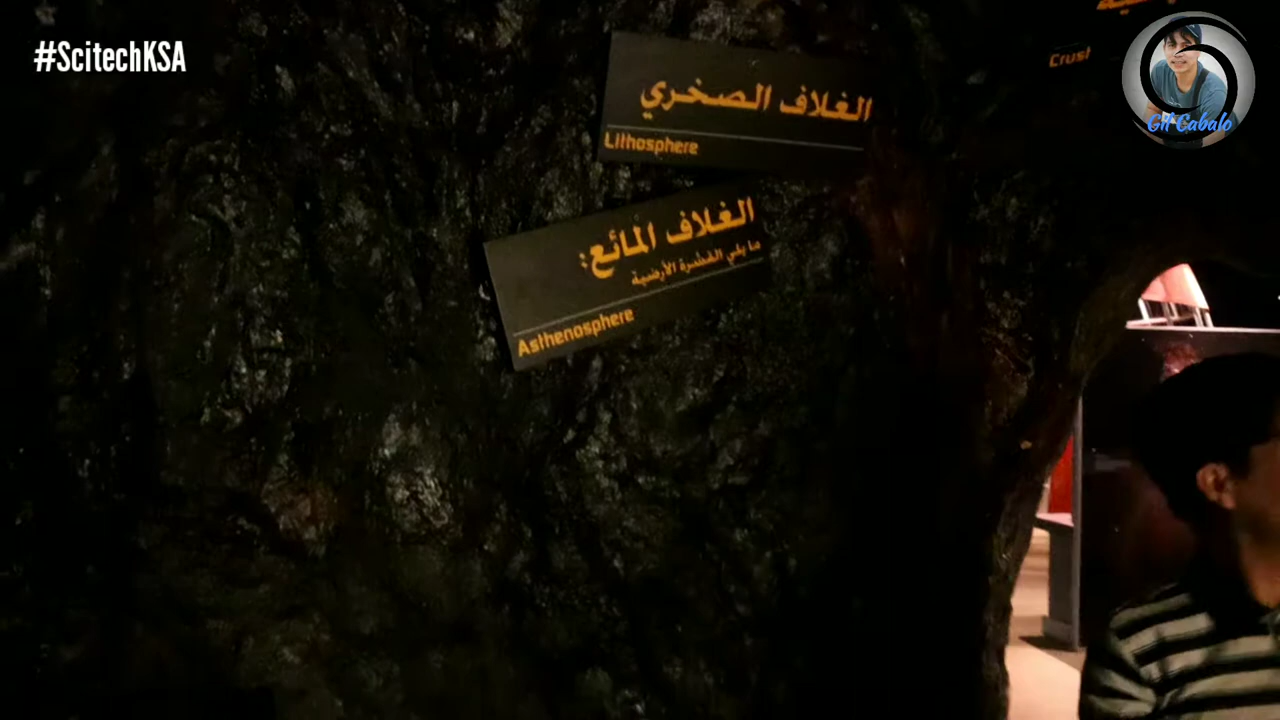 #ScitechKSA
Crust
Gil Cabalo
الغلاف الصخري
Lithosphere
الغلاف المائع:
ما يلي القشرة الأرضية
Asthenosphere